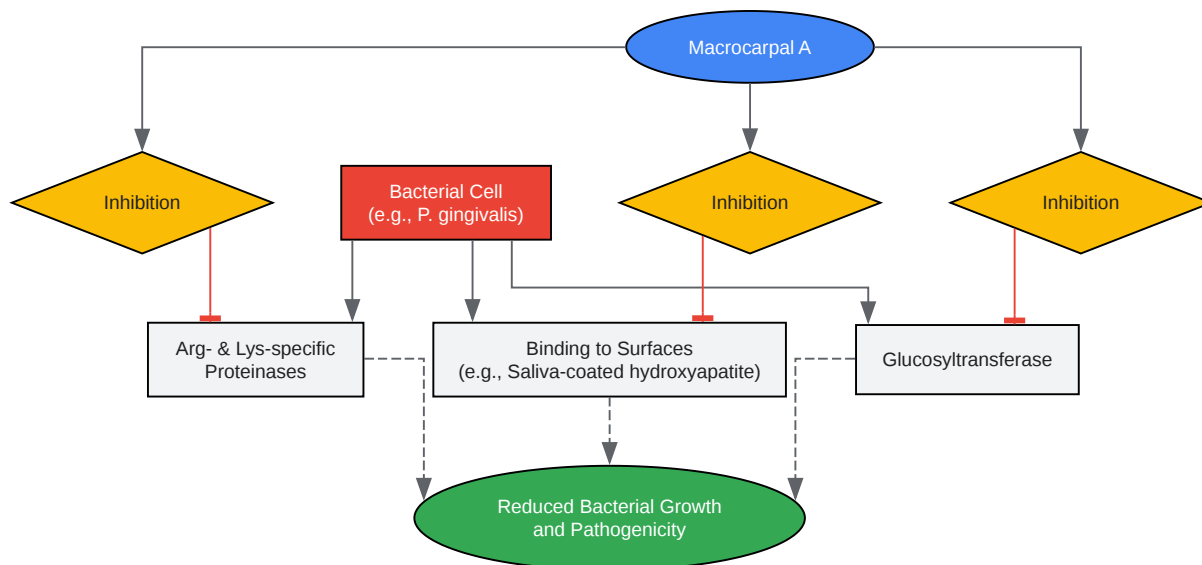 Macrocarpal A
Inhibition
Bacterial Cell
(e.g., P. gingivalis)
Inhibition
Inhibition
Arg- & Lys-specific
Proteinases
Binding to Surfaces
(e.g., Saliva-coated hydroxyapatite)
Glucosyltransferase
Reduced Bacterial Growth
and Pathogenicity